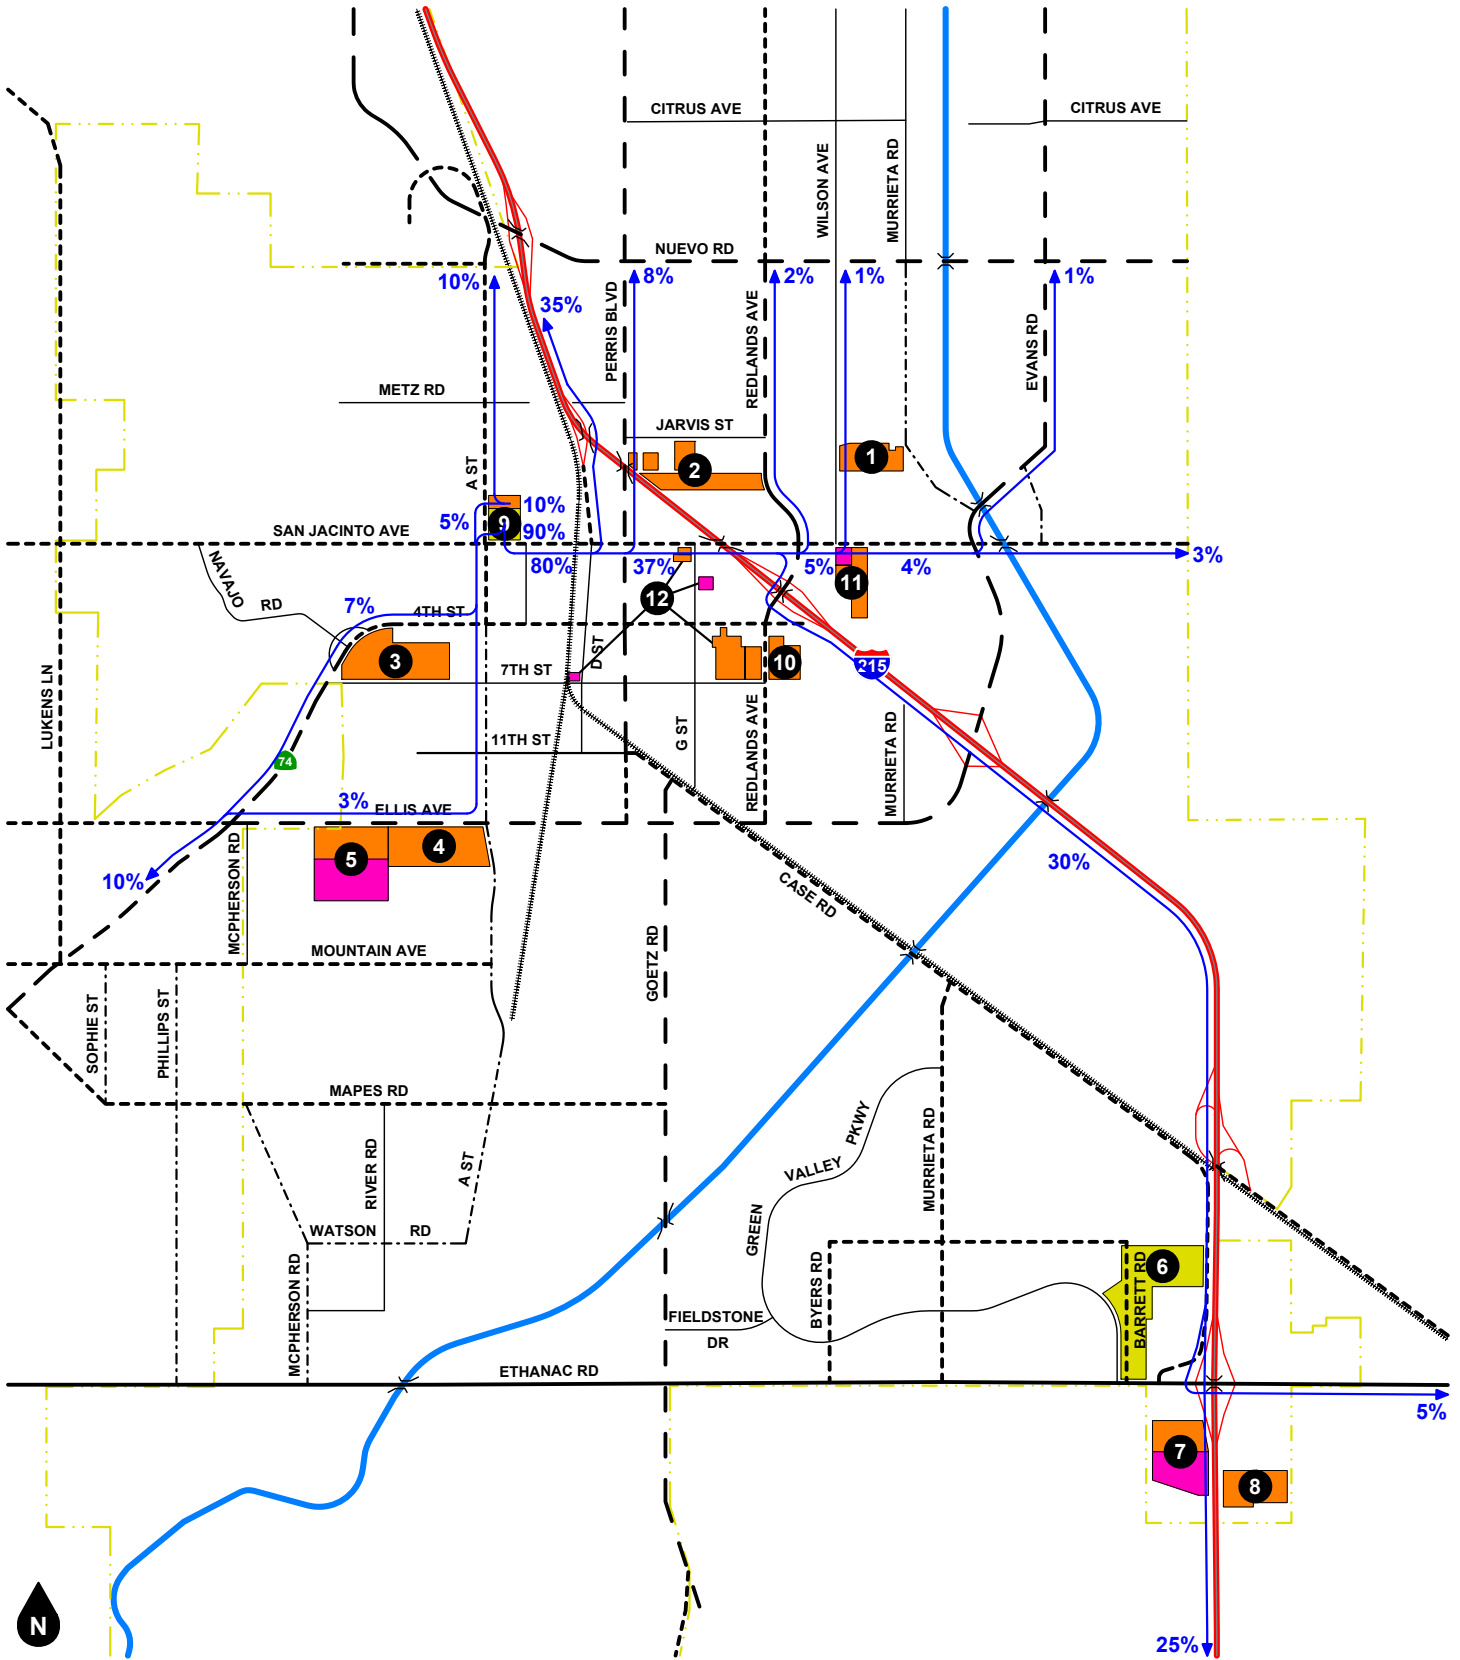 CITRUS AVE
CITRUS AVE
WILSON AVE
MURRIETA RD
NUEVO RD
10%
8%
2%
1%
1%
35%
PERRIS BLVD
REDLANDS AVE
EVANS RD
METZ RD
JARVIS ST
1
2
A ST
10%
5%
9
90%
SAN JACINTO AVE
80%
37%
5%
4%
3%
NAVAJO
RD
11
12
7%
4TH ST
D ST
3
7TH ST
10
215
LUKENS LN
11TH ST
G ST
REDLANDS AVE
MURRIETA RD
74
3%
ELLIS AVE
5
4
10%
MCPHERSON RD
30%
CASE RD
MOUNTAIN AVE
GOETZ RD
SOPHIE ST
PHILLIPS ST
MAPES RD
PKWY
VALLEY
GREEN
MURRIETA RD
RIVER RD
A ST
WATSON
RD
MCPHERSON RD
BYERS RD
6
BARRETT RD
FIELDSTONE
DR
ETHANAC RD
5%
7
8
N
25%